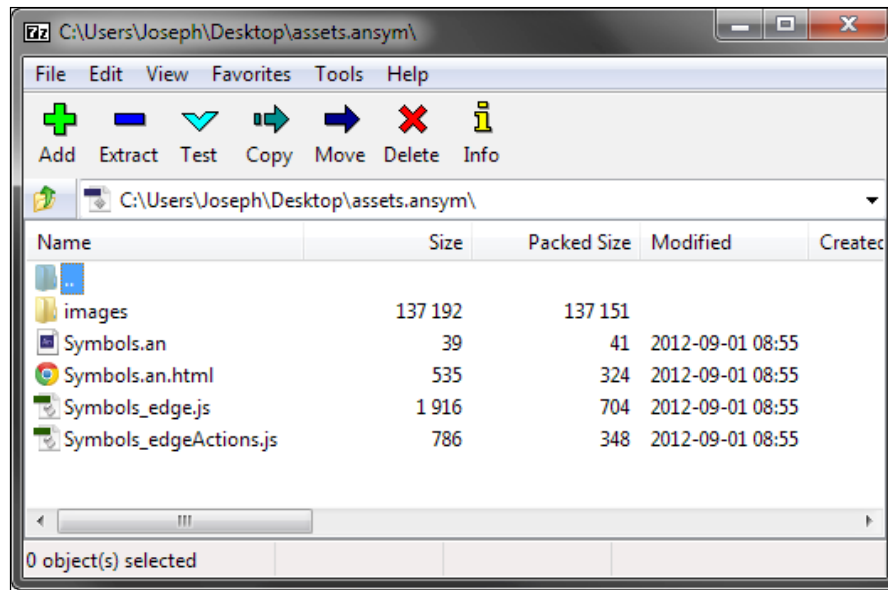 7z C:\Users\Joseph\Desktop\assets.ansym\
File Edit View Favorites Tools Help
Add Extract Test Copy Move Delete Info
C:\Users\Joseph\Desktop\assets.ansym\
Name Size Packed Size Modified Created
..
images 137 192 137 151
Symbols.an 39 41 2012-09-01 08:55
Symbols.an.html 535 324 2012-09-01 08:55
Symbols_edge.js 1 916 704 2012-09-01 08:55
Symbols_edgeActions.js 786 348 2012-09-01 08:55
0 object(s) selected